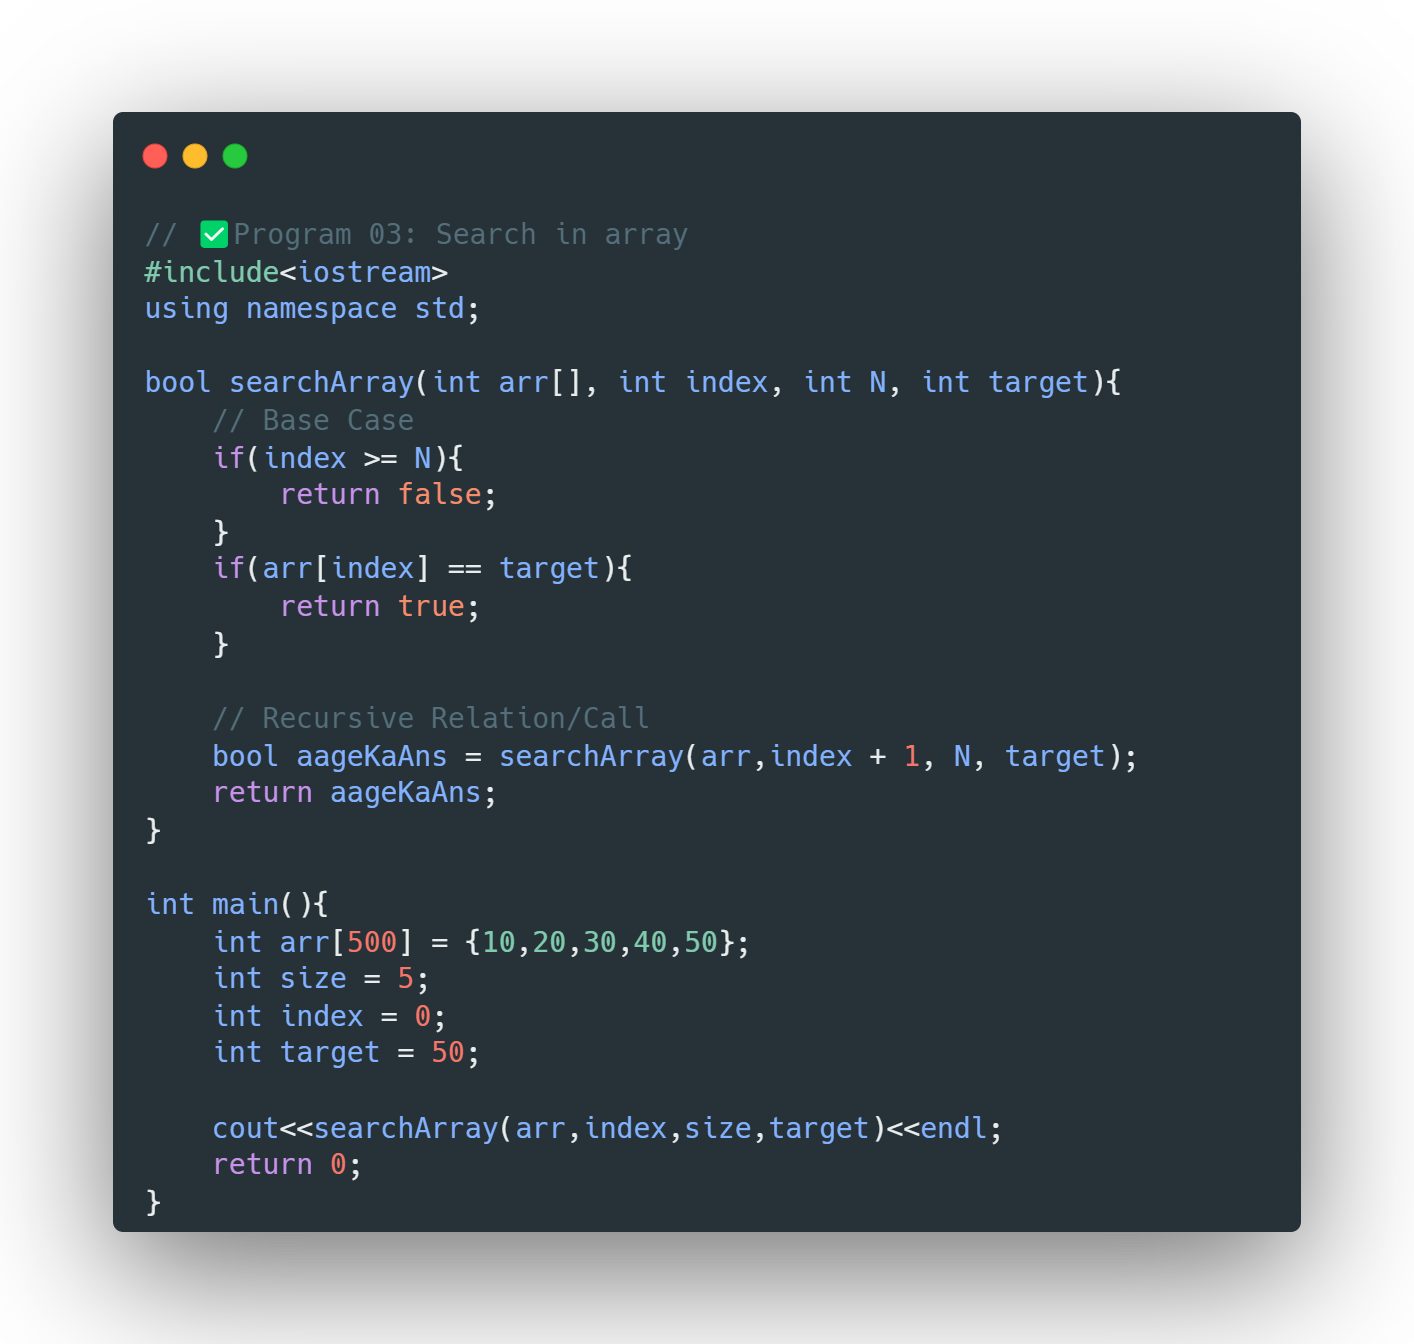 // ✅Program 03: Search in array
#include<iostream>
using namespace std;

bool searchArray(int arr[], int index, int N, int target){
    // Base Case
    if(index >= N){
        return false;
    }
    if(arr[index] == target){
        return true;
    }

    // Recursive Relation/Call
    bool aageKaAns = searchArray(arr,index + 1, N, target);
    return aageKaAns;
}

int main(){
    int arr[500] = {10,20,30,40,50};
    int size = 5;
    int index = 0;
    int target = 50;

    cout<<searchArray(arr,index,size,target)<<endl;
    return 0;
}